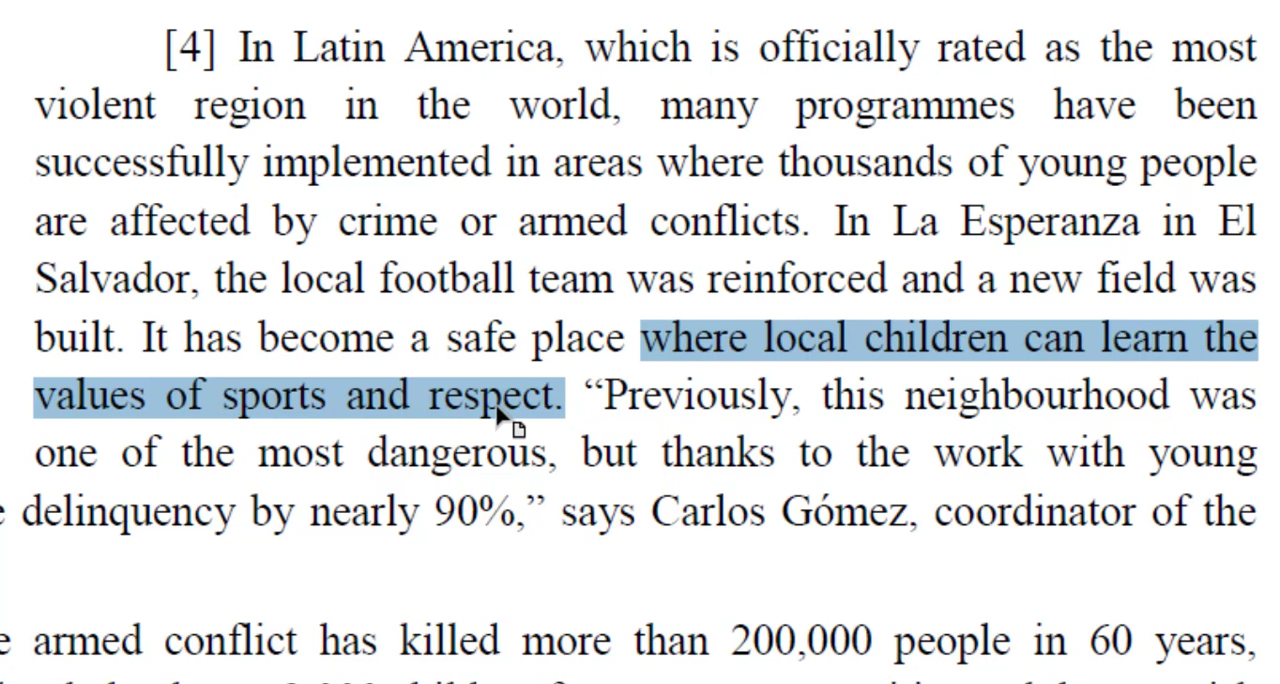 [4] In Latin America, which is officially rated as the most
violent region in the world, many programmes have been
successfully implemented in areas where thousands of young people
are affected by crime or armed conflicts. In La Esperanza in El
Salvador, the local football team was reinforced and a new field was
built. It has become a safe place where local children can learn the
values of sports and respect. “Previously, this neighbourhood was
one of the most dangerous, but thanks to the work with young
delinquency by nearly 90%,” says Carlos Gómez, coordinator of the
armed conflict has killed more than 200,000 people in 60 years,